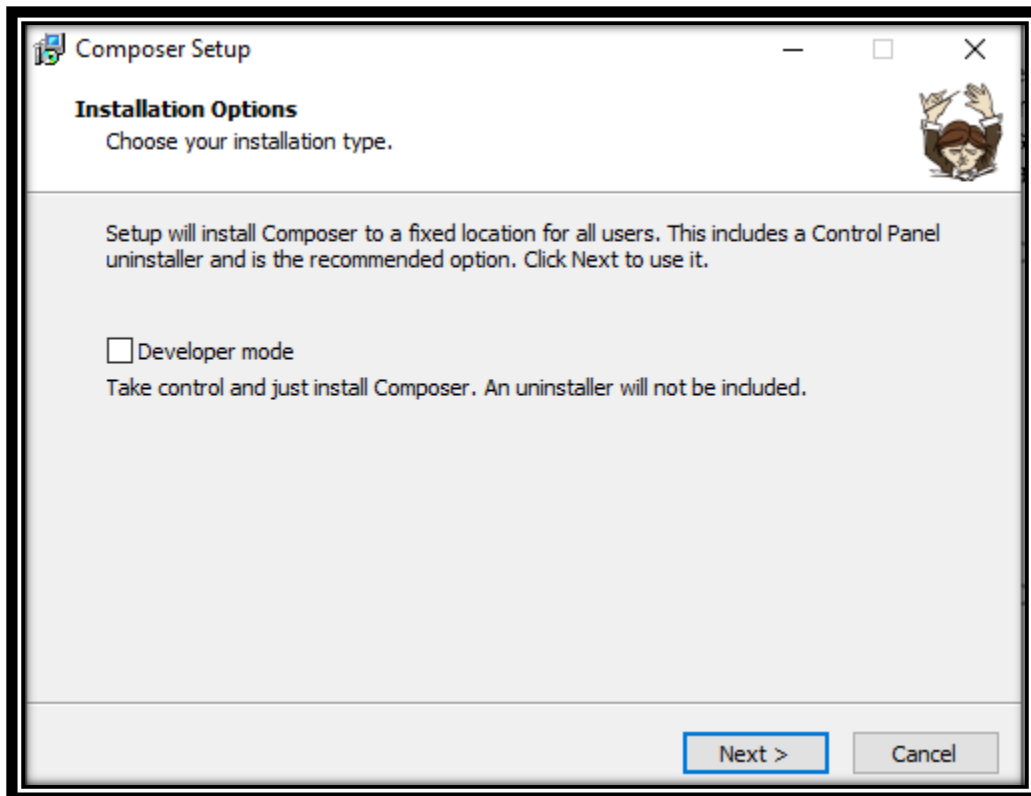 Composer Setup
Installation Options
Choose your installation type.
Setup will install Composer to a fixed location for all users. This includes a Control Panel
uninstaller and is the recommended option. Click Next to use it.
Developer mode
Take control and just install Composer. An uninstaller will not be included.
Next >
Cancel